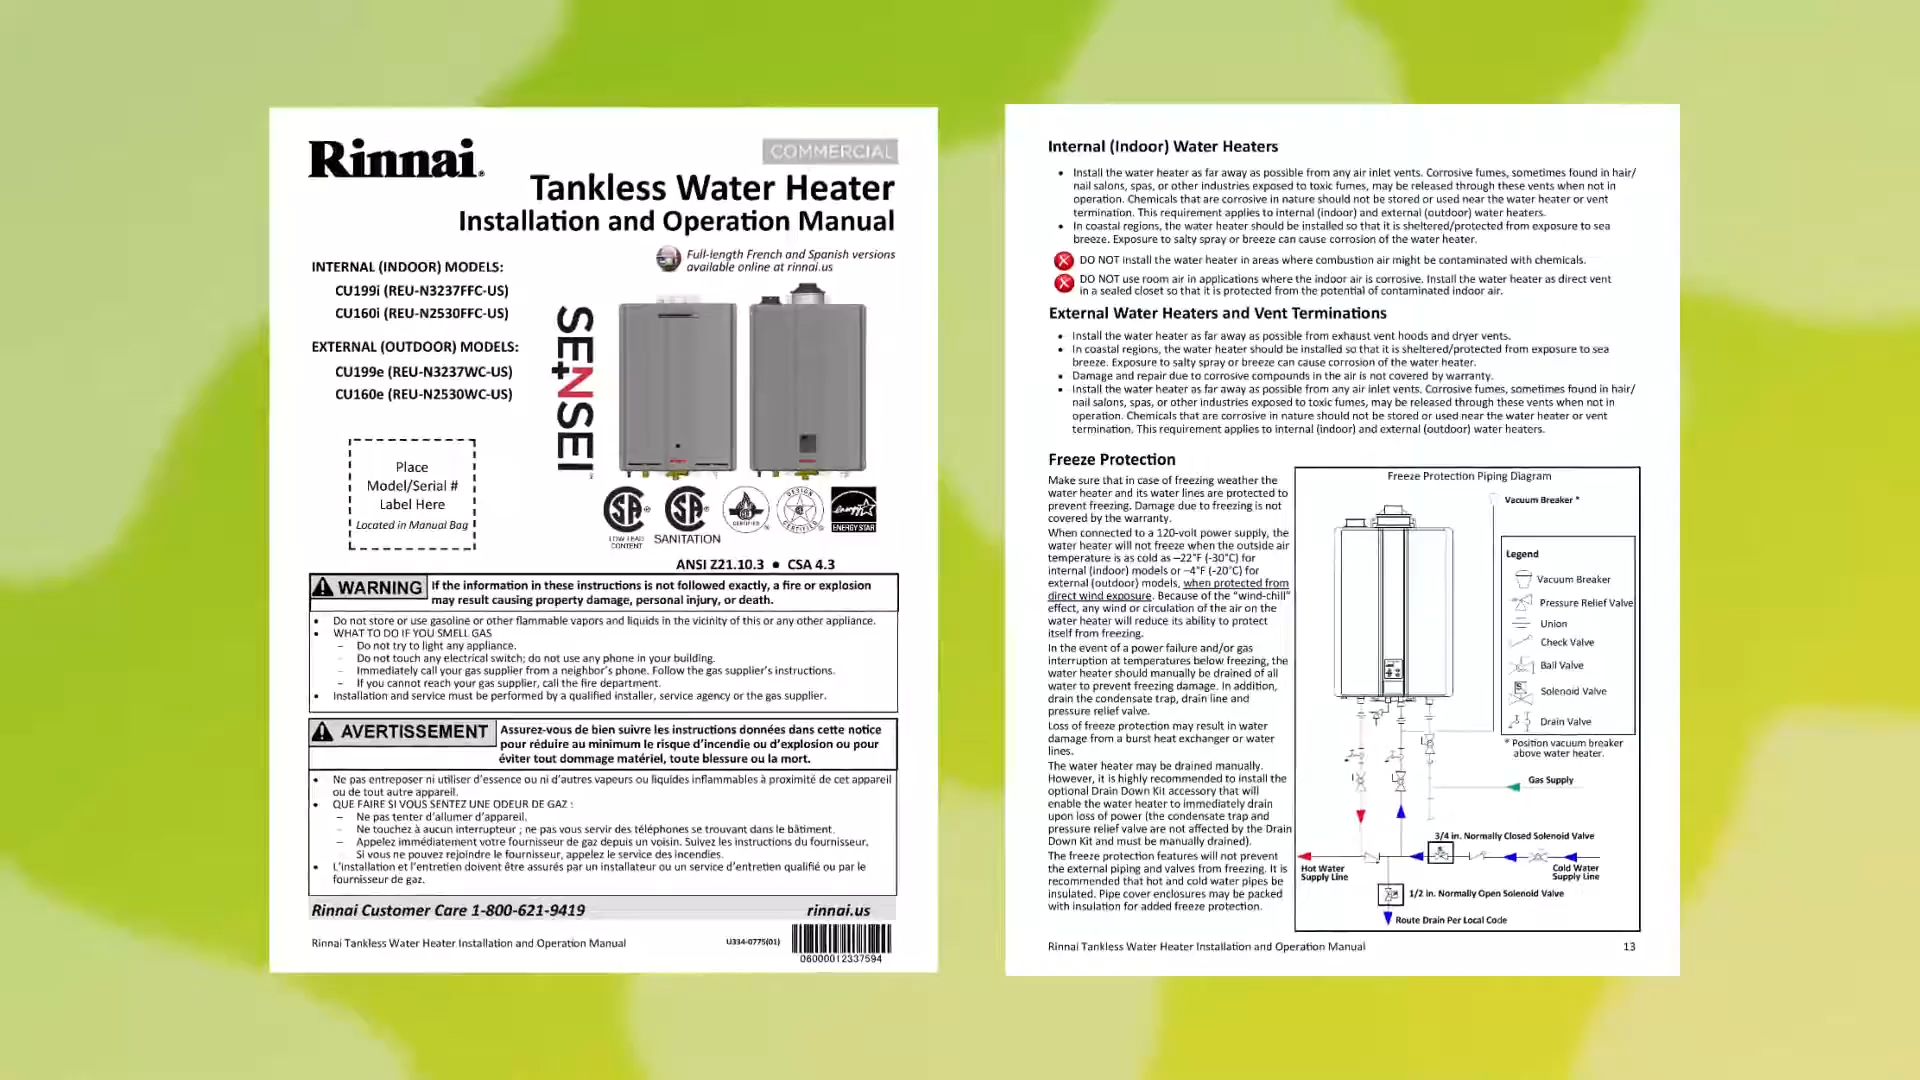 Rinnai®
COMMERCIAL
Tankless Water Heater
Installation and Operation Manual
Full-length French and Spanish versions
available online at rinnai.us
INTERNAL (INDOOR) MODELS:
CU199i (REU-N3237FFC-US)
CU160i (REU-N2530FFC-US)
EXTERNAL (OUTDOOR) MODELS:
CU199e (REU-N3237WC-US)
CU160e (REU-N2530WC-US)
SENSEI
Place
Model/Serial #
Label Here
Located in Manual Bag
LOW LEAD
CONTENT
SANITATION
CERTIFIED
DESIGN
CERTIFIED
energy
ENERGY STAR
ANSI Z21.10.3 • CSA 4.3
WARNING
If the information in these instructions is not followed exactly, a fire or explosion
may result causing property damage, personal injury, or death.
• Do not store or use gasoline or other flammable vapors and liquids in the vicinity of this or any other appliance.
• WHAT TO DO IF YOU SMELL GAS
– Do not try to light any appliance.
– Do not touch any electrical switch; do not use any phone in your building.
– Immediately call your gas supplier from a neighbor's phone. Follow the gas supplier's instructions.
– If you cannot reach your gas supplier, call the fire department.
• Installation and service must be performed by a qualified installer, service agency or the gas supplier.
AVERTISSEMENT
Assurez-vous de bien suivre les instructions données dans cette notice
pour réduire au minimum le risque d'incendie ou d'explosion ou pour
éviter tout dommage matériel, toute blessure ou la mort.
• Ne pas entreposer ni utiliser d'essence ou ni d'autres vapeurs ou liquides inflammables à proximité de cet appareil
ou de tout autre appareil.
• QUE FAIRE SI VOUS SENTEZ UNE ODEUR DE GAZ :
– Ne pas tenter d'allumer d'appareil.
– Ne touchez à aucun interrupteur ; ne pas vous servir des téléphones se trouvant dans le bâtiment.
– Appelez immédiatement votre fournisseur de gaz depuis un voisin. Suivez les instructions du fournisseur,
Si vous ne pouvez rejoindre le fournisseur, appelez le service des incendies.
• L'installation et l'entretien doivent être assurés par un installateur ou un service d'entretien qualifié ou par le
fournisseur de gaz.
Rinnai Customer Care 1-800-621-9419
rinnai.us
Rinnai Tankless Water Heater Installation and Operation Manual
U334-0775(01)
06000012337594
Internal (Indoor) Water Heaters
• Install the water heater as far away as possible from any air inlet vents. Corrosive fumes, sometimes found in hair/
nail salons, spas, or other industries exposed to toxic fumes, may be released through these vents when not in
operation. Chemicals that are corrosive in nature should not be stored or used near the water heater or vent
termination. This requirement applies to internal (indoor) and external (outdoor) water heaters.
• In coastal regions, the water heater should be installed so that it is sheltered/protected from exposure to sea
breeze. Exposure to salty spray or breeze can cause corrosion of the water heater.
DO NOT install the water heater in areas where combustion air might be contaminated with chemicals.
DO NOT use room air in applications where the indoor air is corrosive. Install the water heater as direct vent
in a sealed closet so that it is protected from the potential of contaminated indoor air.
External Water Heaters and Vent Terminations
• Install the water heater as far away as possible from exhaust vent hoods and dryer vents.
• In coastal regions, the water heater should be installed so that it is sheltered/protected from exposure to sea
breeze. Exposure to salty spray or breeze can cause corrosion of the water heater.
• Damage and repair due to corrosive compounds in the air is not covered by warranty.
• Install the water heater as far away as possible from any air inlet vents. Corrosive fumes, sometimes found in hair/
nail salons, spas, or other industries exposed to toxic fumes, may be released through these vents when not in
operation. Chemicals that are corrosive in nature should not be stored or used near the water heater or vent
termination. This requirement applies to internal (indoor) and external (outdoor) water heaters.
Freeze Protection
Make sure that in case of freezing weather the
water heater and its water lines are protected to
prevent freezing. Damage due to freezing is not
covered by the warranty.
When connected to a 120-volt power supply, the
water heater will not freeze when the outside air
temperature is as cold as –22°F (-30°C) for
internal (indoor) models or –4°F (-20°C) for
external (outdoor) models, when protected from
direct wind exposure. Because of the "wind-chill"
effect, any wind or circulation of the air on the
water heater will reduce its ability to protect
itself from freezing.
In the event of a power failure and/or gas
interruption at temperatures below freezing, the
water heater should manually be drained of all
water to prevent freezing damage. In addition,
drain the condensate trap, drain line and
pressure relief valve.
Loss of freeze protection may result in water
damage from a burst heat exchanger or water
lines.
The water heater may be drained manually.
However, it is highly recommended to install the
optional Drain Down Kit accessory that will
enable the water heater to immediately drain
upon loss of power (the condensate trap and
pressure relief valve are not affected by the Drain
Down Kit and must be manually drained).
The freeze protection features will not prevent
the external piping and valves from freezing. It is
recommended that hot and cold water pipes be
insulated. Pipe cover enclosures may be packed
with insulation for added freeze protection.
Freeze Protection Piping Diagram
Vacuum Breaker *
Legend
Vacuum Breaker
Pressure Relief Valve
Union
Check Valve
Ball Valve
Solenoid Valve
Drain Valve
* Position vacuum breaker
above water heater.
Gas Supply
3/4 in. Normally Closed Solenoid Valve
Hot Water
Supply Line
Cold Water
Supply Line
1/2 in. Normally Open Solenoid Valve
Route Drain Per Local Code
Rinnai Tankless Water Heater Installation and Operation Manual
13